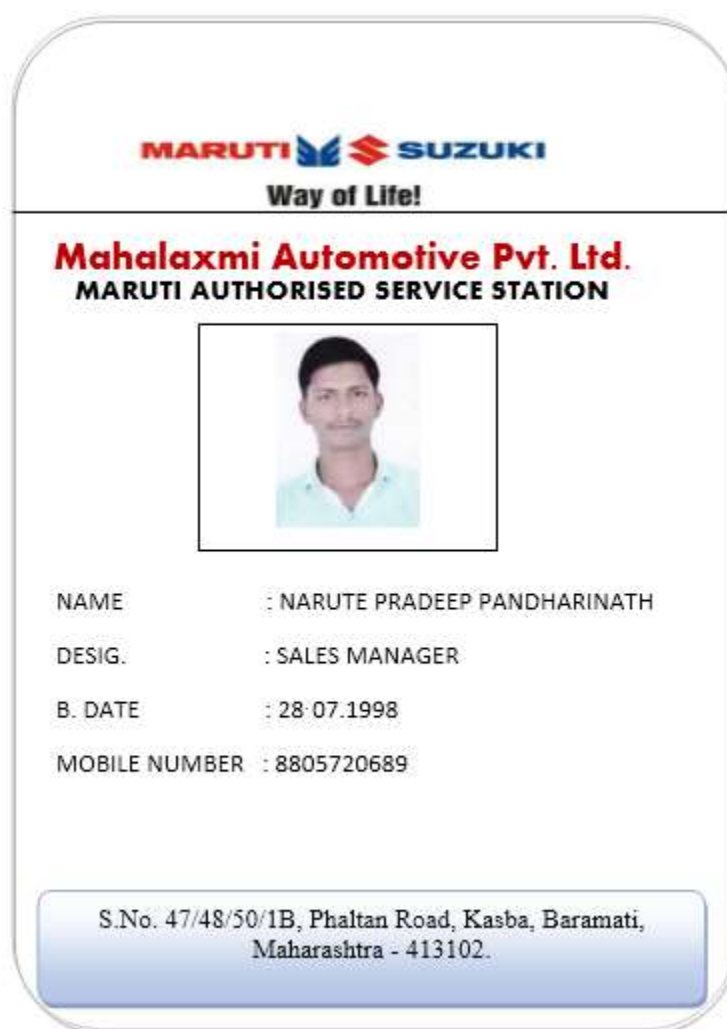 MARUTI SUZUKI
Way of Life!
Mahalaxmi Automotive Pvt. Ltd.
MARUTI AUTHORISED SERVICE STATION
NAME : NARUTE PRADEEP PANDHARINATH
DESIG. : SALES MANAGER
B. DATE : 28.07.1998
MOBILE NUMBER : 8805720689
S.No. 47/48/50/1B, Phaltan Road, Kasba, Baramati,
Maharashtra - 413102.